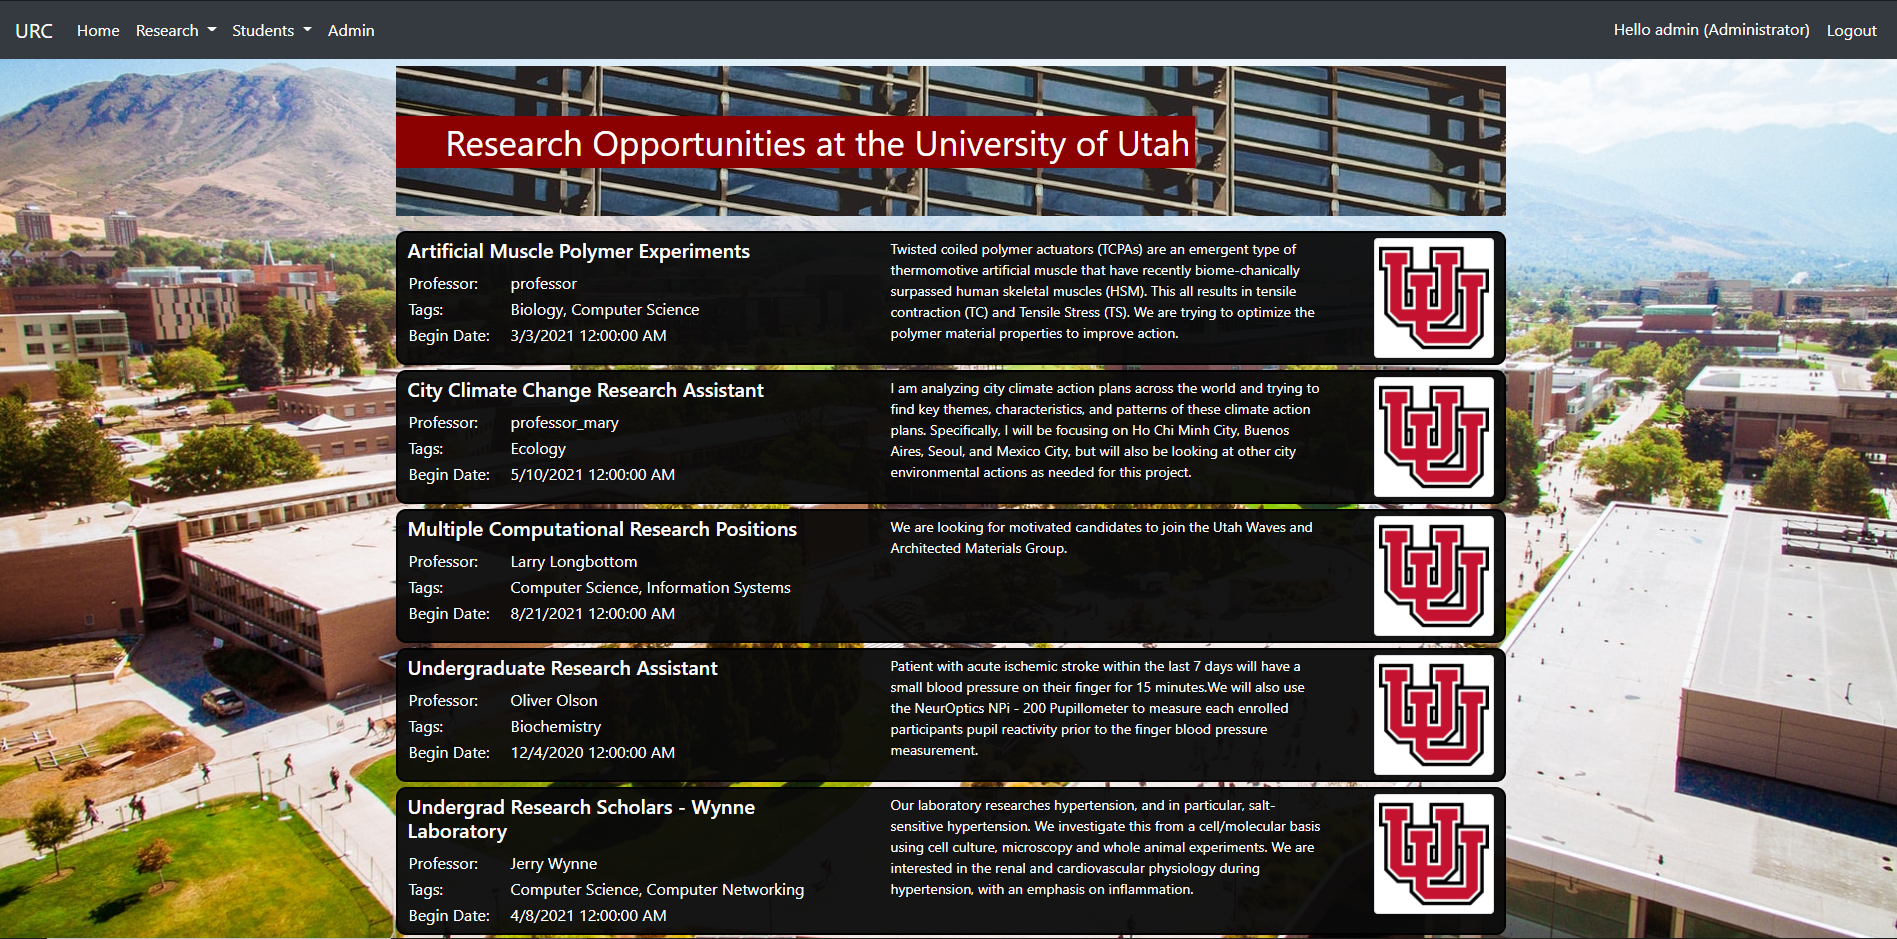 URC Home Research Students Admin Hello admin (Administrator) Logout
Research Opportunities at the University of Utah
Artificial Muscle Polymer Experiments
Professor: professor
Tags: Biology, Computer Science
Begin Date: 3/3/2021 12:00:00 AM
Twisted coiled polymer actuators (TCPAs) are an emergent type of
thermomotive artificial muscle that have recently biome-chanically
surpassed human skeletal muscles (HSM). This all results in tensile
contraction (TC) and Tensile Stress (TS). We are trying to optimize the
polymer material properties to improve action.
City Climate Change Research Assistant
Professor: professor_mary
Tags: Ecology
Begin Date: 5/10/2021 12:00:00 AM
I am analyzing city climate action plans across the world and trying to
find key themes, characteristics, and patterns of these climate action
plans. Specifically, I will be focusing on Ho Chi Minh City, Buenos
Aires, Seoul, and Mexico City, but will also be looking at other city
environmental actions as needed for this project.
Multiple Computational Research Positions
Professor: Larry Longbottom
Tags: Computer Science, Information Systems
Begin Date: 8/21/2021 12:00:00 AM
We are looking for motivated candidates to join the Utah Waves and
Architected Materials Group.
Undergraduate Research Assistant
Professor: Oliver Olson
Tags: Biochemistry
Begin Date: 12/4/2020 12:00:00 AM
Patient with acute ischemic stroke within the last 7 days will have a
small blood pressure on their finger for 15 minutes.We will also use
the NeurOptics NPi - 200 Pupillometer to measure each enrolled
participants pupil reactivity prior to the finger blood pressure
measurement.
Undergrad Research Scholars - Wynne
Laboratory
Professor: Jerry Wynne
Tags: Computer Science, Computer Networking
Begin Date: 4/8/2021 12:00:00 AM
Our laboratory researches hypertension, and in particular, salt-
sensitive hypertension. We investigate this from a cell/molecular basis
using cell culture, microscopy and whole animal experiments. We are
interested in the renal and cardiovascular physiology during
hypertension, with an emphasis on inflammation.